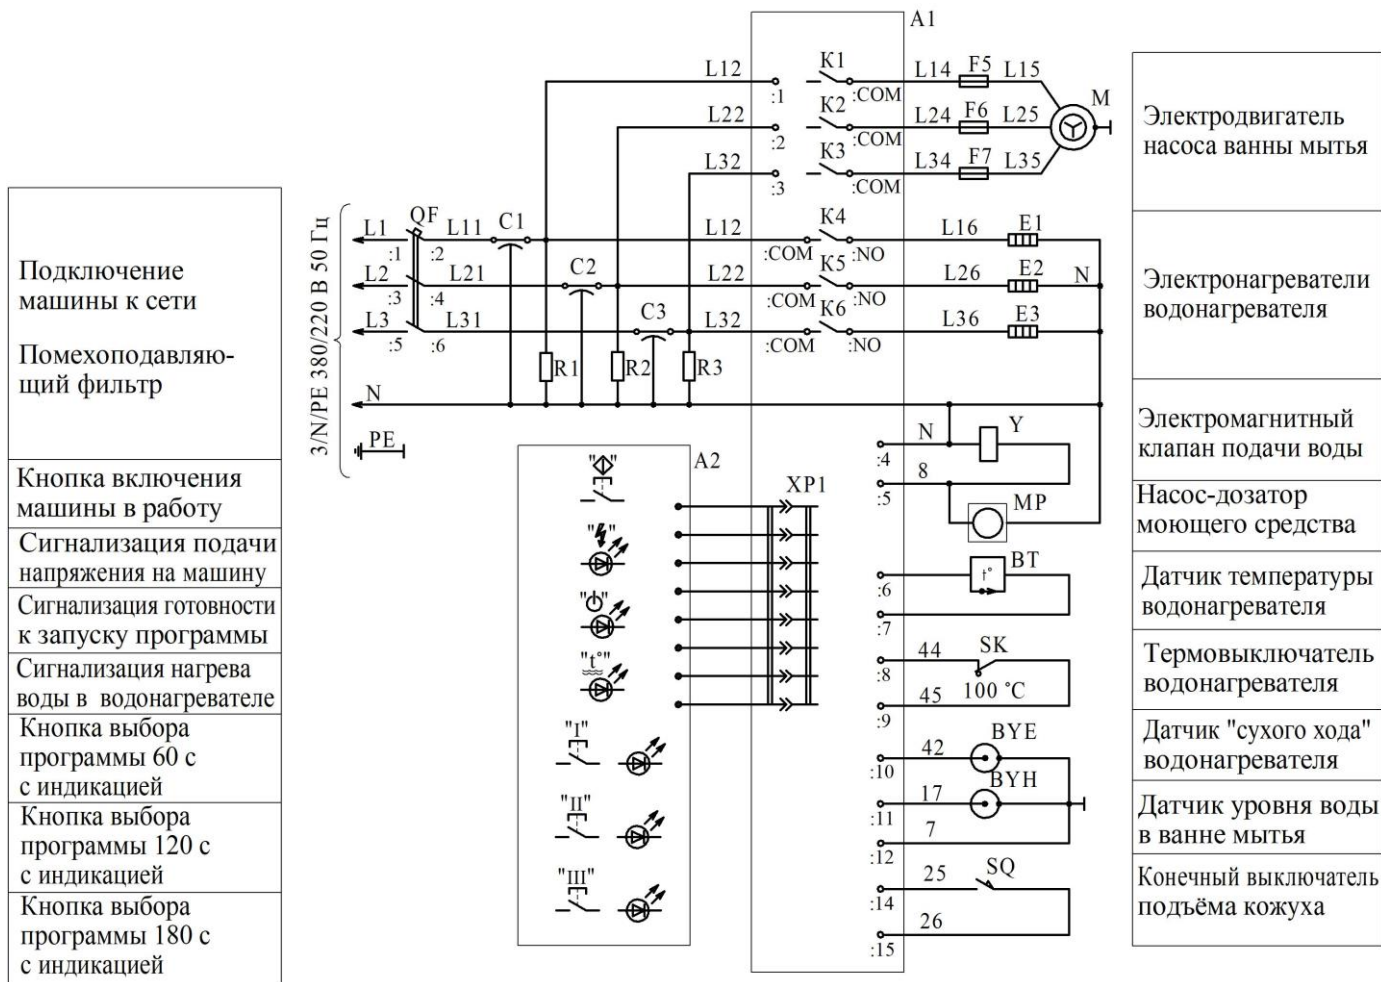 Подключение
машины к сети
Помехоподавляю-
щий фильтр
Кнопка включения
машины в работу
Сигнализация подачи
напряжения на машину
Сигнализация готовности
к запуску программы
Сигнализация нагрева
воды в водонагревателе
Кнопка выбора
программы 60 с
с индикацией
Кнопка выбора
программы 120 с
с индикацией
Кнопка выбора
программы 180 с
с индикацией
3/N/PE 380/220 В 50 Гц
L1 QF L11 C1 L12 K4 L16 E1
:1 :2 :COM :NO
L2 L21 C2 L22 K5 L26 E2 N
:3 :4 :COM :NO
L3 L31 C3 L32 K6 L36 E3
:5 :6 :COM :NO
R1 R2 R3
N
PE
A1
L12 K1 L14 F5 L15
:1 :COM
M
L22 K2 L24 F6 L25
:2 :COM
L32 K3 L34 F7 L35
:3 :COM
A2
XP1
"t°"
"I"
"II"
"III"
N Y
:4
8
:5
MP
BT
t°
:6
:7
44 SK
:8
45 100 °C
:9
42 BYE
:10
BYH
17
:11
7
:12
25 SQ
:14
26
:15
Электродвигатель
насоса ванны мытья
Электронагреватели
водонагревателя
Электромагнитный
клапан подачи воды
Насос-дозатор
моющего средства
Датчик температуры
водонагревателя
Термовыключатель
водонагревателя
Датчик "сухого хода"
водонагревателя
Датчик уровня воды
в ванне мытья
Конечный выключатель
подъёма кожуха